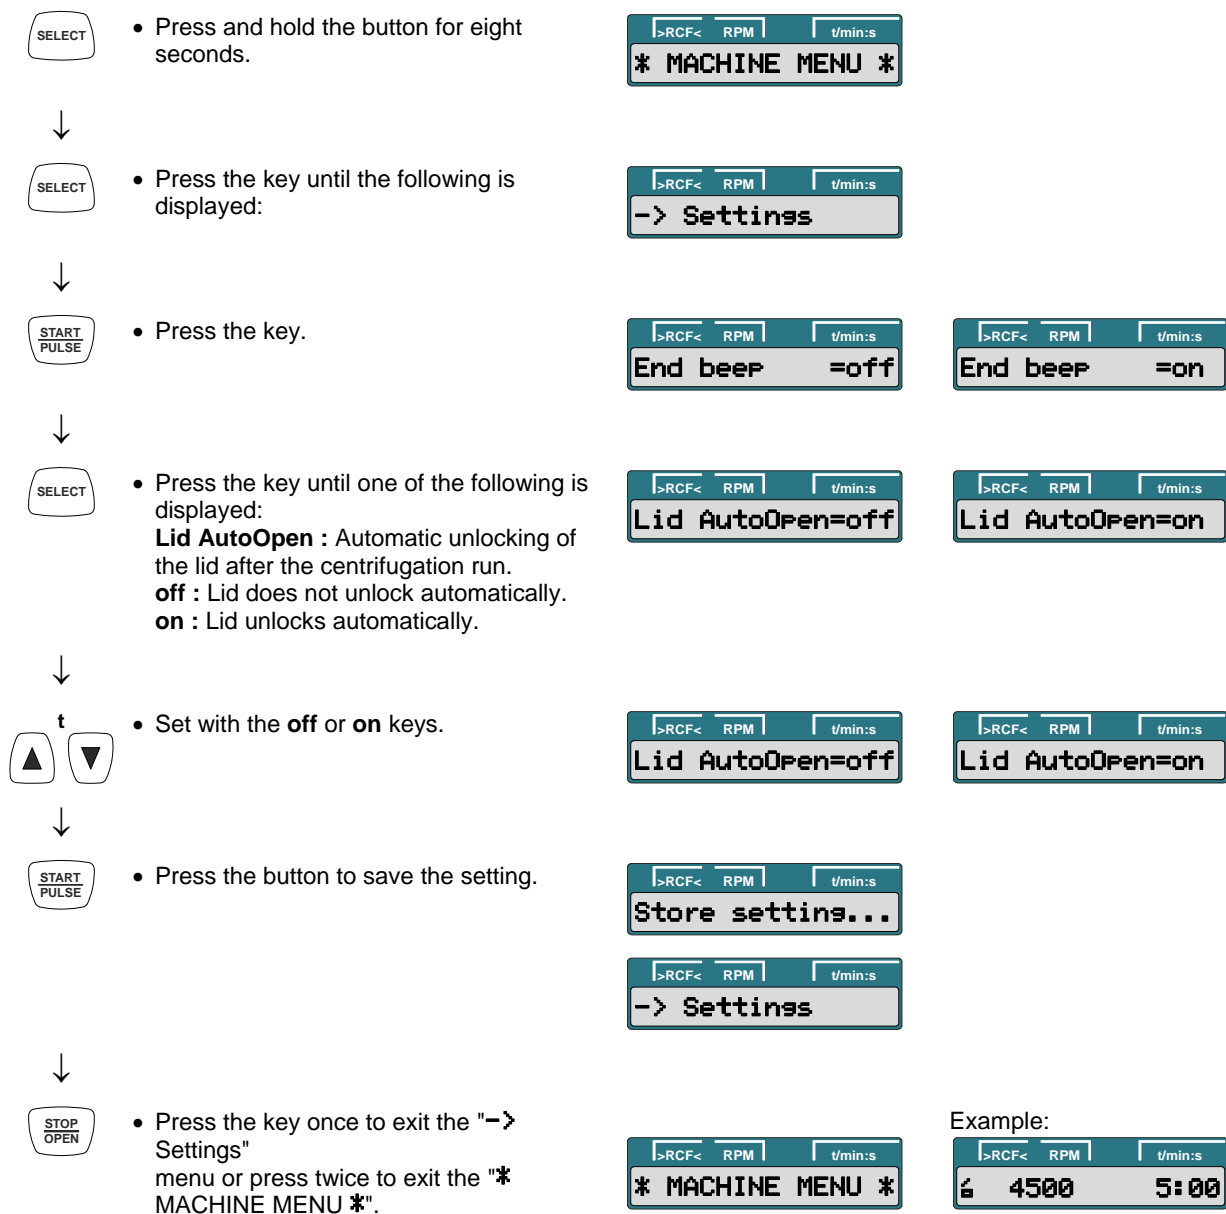 SELECT
• Press and hold the button for eight
seconds.
>RCF< RPM t/min:s
* MACHINE MENU *
↓
SELECT
• Press the key until the following is
displayed:
>RCF< RPM t/min:s
-> Settings
↓
START
PULSE
• Press the key.
>RCF< RPM t/min:s
End beep =off
>RCF< RPM t/min:s
End beep =on
↓
SELECT
• Press the key until one of the following is
displayed:
Lid AutoOpen : Automatic unlocking of
the lid after the centrifugation run.
off : Lid does not unlock automatically.
on : Lid unlocks automatically.
>RCF< RPM t/min:s
Lid AutoOpen=off
>RCF< RPM t/min:s
Lid AutoOpen=on
↓
t
▲ ▼
• Set with the off or on keys.
>RCF< RPM t/min:s
Lid AutoOpen=off
>RCF< RPM t/min:s
Lid AutoOpen=on
↓
START
PULSE
• Press the button to save the setting.
>RCF< RPM t/min:s
Store setting...
>RCF< RPM t/min:s
-> Settings
↓
STOP
OPEN
• Press the key once to exit the "->
Settings"
menu or press twice to exit the "*
MACHINE MENU *".
>RCF< RPM t/min:s
* MACHINE MENU *
Example:
>RCF< RPM t/min:s
4500 5:00